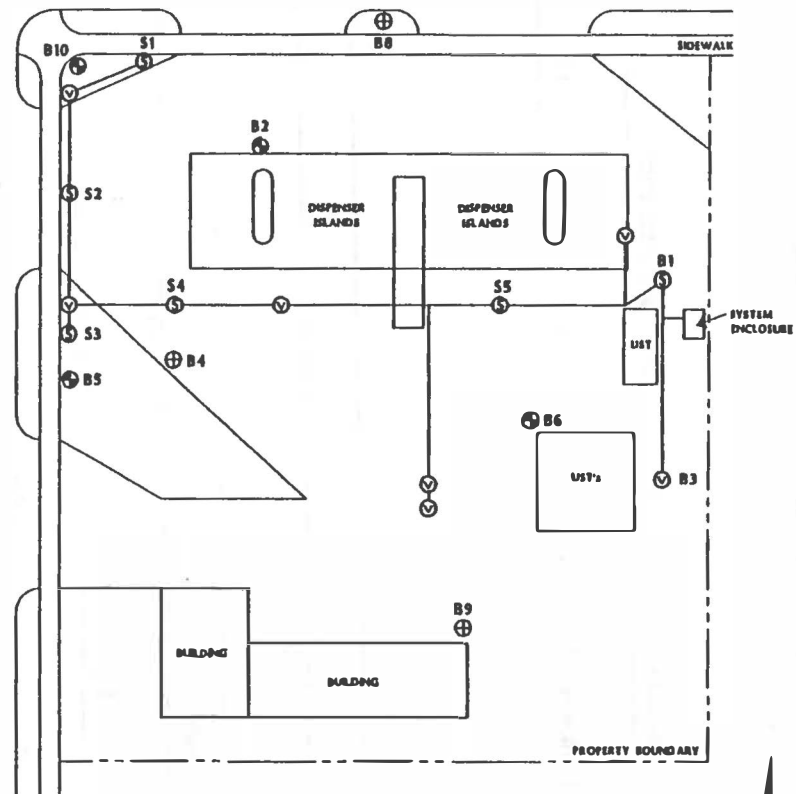 S1
B10
B8
SIDEWALK
B2
S2
DISPENSER
ISLANDS
DISPENSER
ISLANDS
B1
S4
S5
SYSTEM
ENCLOSURE
S3
UST
B4
B5
B6
UST's
B3
B9
BUILDING
BUILDING
PROPERTY BOUNDARY
V
S
S
V
V
S
V
S
V
S
S
V
V
V